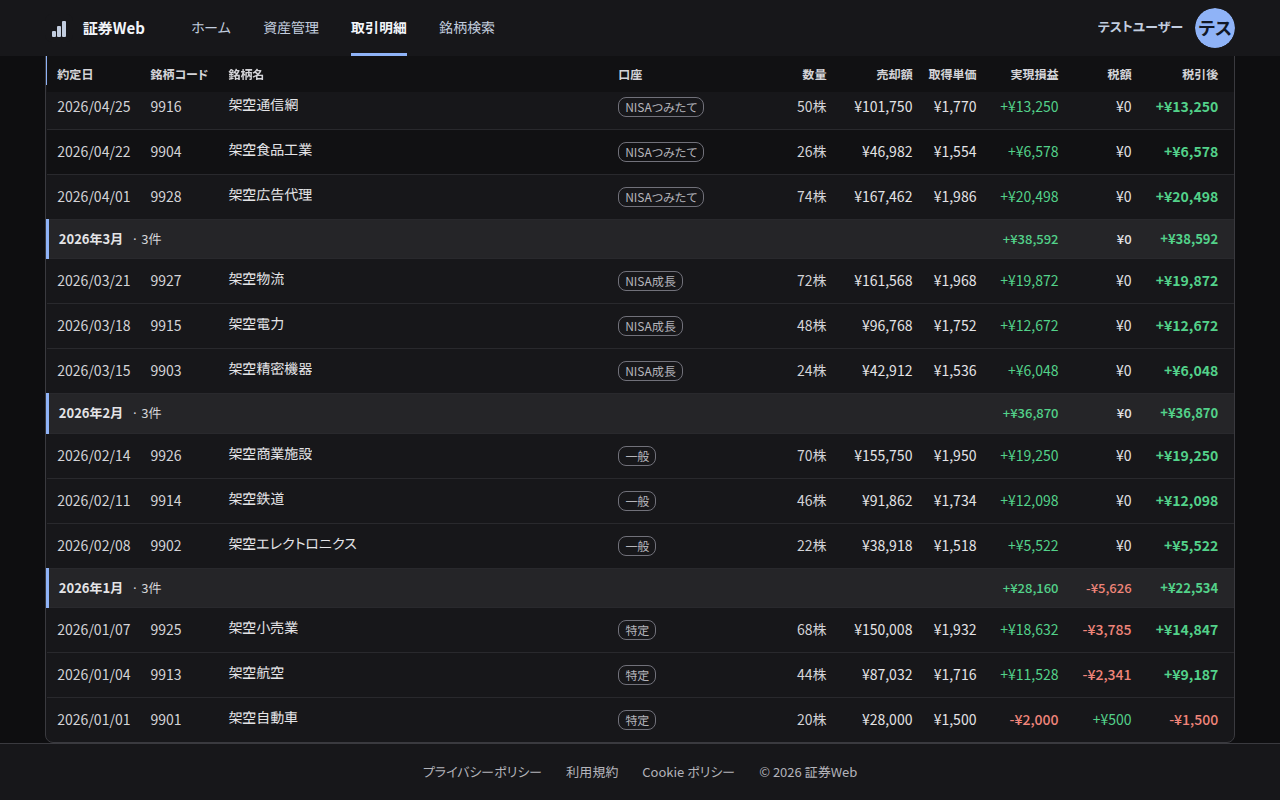 証券Web ホーム 資産管理 取引明細 銘柄検索 テストユーザー テス
約定日 銘柄コード 銘柄名 口座 数量 売却額 取得単価 実現損益 税額 税引後
2026/04/25 9916 架空通信網 NISAつみたて 50株 ¥101,750 ¥1,770 +¥13,250 ¥0 +¥13,250
2026/04/22 9904 架空食品工業 NISAつみたて 26株 ¥46,982 ¥1,554 +¥6,578 ¥0 +¥6,578
2026/04/01 9928 架空広告代理 NISAつみたて 74株 ¥167,462 ¥1,986 +¥20,498 ¥0 +¥20,498
2026年3月 · 3件 +¥38,592 ¥0 +¥38,592
2026/03/21 9927 架空物流 NISA成長 72株 ¥161,568 ¥1,968 +¥19,872 ¥0 +¥19,872
2026/03/18 9915 架空電力 NISA成長 48株 ¥96,768 ¥1,752 +¥12,672 ¥0 +¥12,672
2026/03/15 9903 架空精密機器 NISA成長 24株 ¥42,912 ¥1,536 +¥6,048 ¥0 +¥6,048
2026年2月 · 3件 +¥36,870 ¥0 +¥36,870
2026/02/14 9926 架空商業施設 一般 70株 ¥155,750 ¥1,950 +¥19,250 ¥0 +¥19,250
2026/02/11 9914 架空鉄道 一般 46株 ¥91,862 ¥1,734 +¥12,098 ¥0 +¥12,098
2026/02/08 9902 架空エレクトロニクス 一般 22株 ¥38,918 ¥1,518 +¥5,522 ¥0 +¥5,522
2026年1月 · 3件 +¥28,160 -¥5,626 +¥22,534
2026/01/07 9925 架空小売業 特定 68株 ¥150,008 ¥1,932 +¥18,632 -¥3,785 +¥14,847
2026/01/04 9913 架空航空 特定 44株 ¥87,032 ¥1,716 +¥11,528 -¥2,341 +¥9,187
2026/01/01 9901 架空自動車 特定 20株 ¥28,000 ¥1,500 -¥2,000 +¥500 -¥1,500
プライバシーポリシー 利用規約 Cookie ポリシー © 2026 証券Web